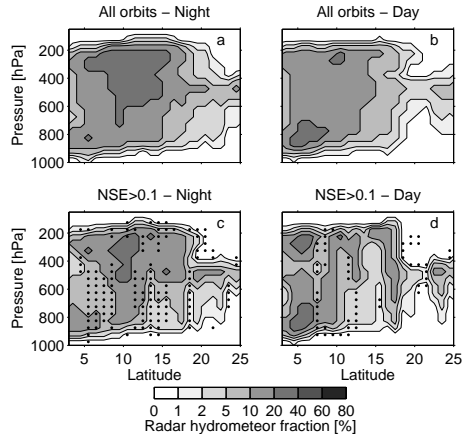 All orbits – Night
All orbits – Day
Pressure [hPa]
200
400
600
800
1000
a
b
NSE>0.1 – Night
NSE>0.1 – Day
Pressure [hPa]
200
400
600
800
1000
c
d
5 10 15 20 25
5 10 15 20 25
Latitude
Latitude
0 1 2 5 10 20 40 60 80
Radar hydrometeor fraction [%]